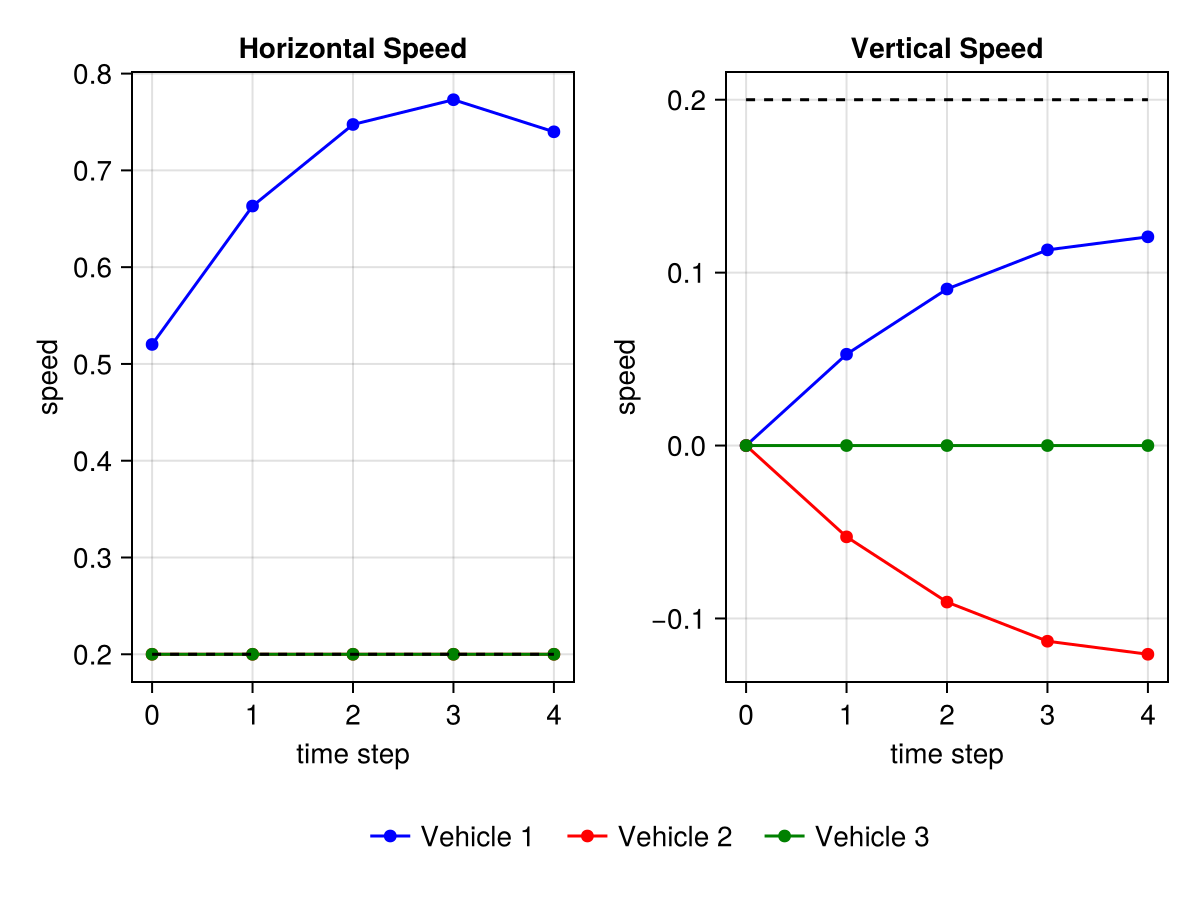 Horizontal Speed
0.8
0.7
0.6
0.5
0.4
0.3
0.2
speed
0 1 2 3 4
time step
Vertical Speed
0.2
0.1
0.0
−0.1
speed
0 1 2 3 4
time step
Vehicle 1 Vehicle 2 Vehicle 3